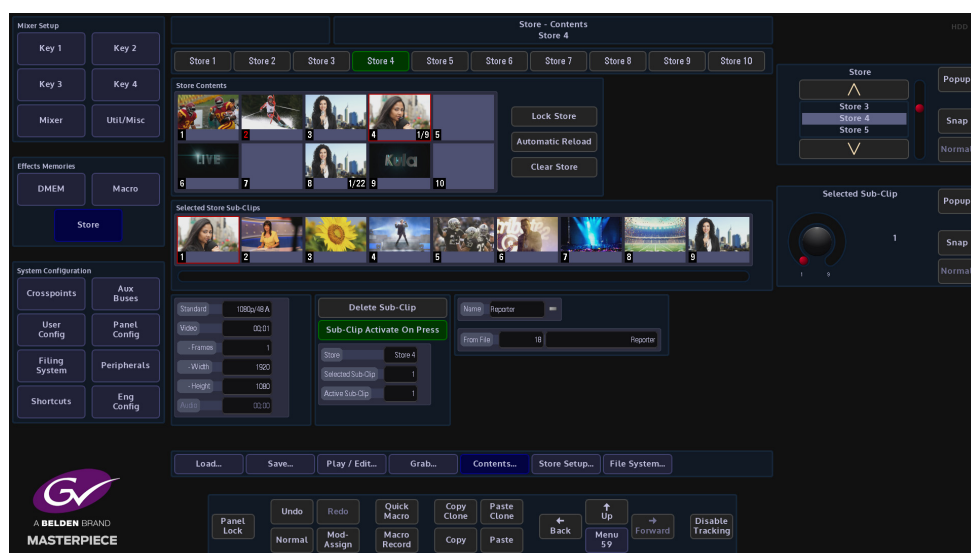 Mixer Setup
Key 1
Key 2
Key 3
Key 4
Mixer
Util/Misc
Effects Memories
DMEM
Macro
Store
System Configuration
Crosspoints
Aux
Buses
User
Config
Panel
Config
Filing
System
Peripherals
Shortcuts
Eng
Config
GV
A BELDEN BRAND
MASTERPIECE
Store - Contents
Store 4
Store 1
Store 2
Store 3
Store 4
Store 5
Store 6
Store 7
Store 8
Store 9
Store 10
Store Contents
1
2
3
4
1/9
5
LIVE
Kula
6
7
8
1/22
9
10
Lock Store
Automatic Reload
Clear Store
Selected Store Sub-Clips
1
2
3
4
5
6
7
8
9
Standard
1080p/48 A
Video
00;01
- Frames
1
- Width
1920
- Height
1080
Audio
00;00
Delete Sub-Clip
Sub-Clip Activate On Press
Store
Store 4
Selected Sub-Clip
1
Active Sub-Clip
1
Name
Reporter
From File
18
Reporter
Load...
Save...
Play / Edit...
Grab...
Contents...
Store Setup...
File System...
Panel
Lock
Undo
Redo
Normal
Mod-
Assign
Quick
Macro
Macro
Record
Copy
Clone
Paste
Clone
Copy
Paste
Back
Up
Menu
59
Forward
Disable
Tracking
HDD
Store
Store 3
Store 4
Store 5
Popup
Snap
Normal
Selected Sub-Clip
1
1
9
Popup
Snap
Normal